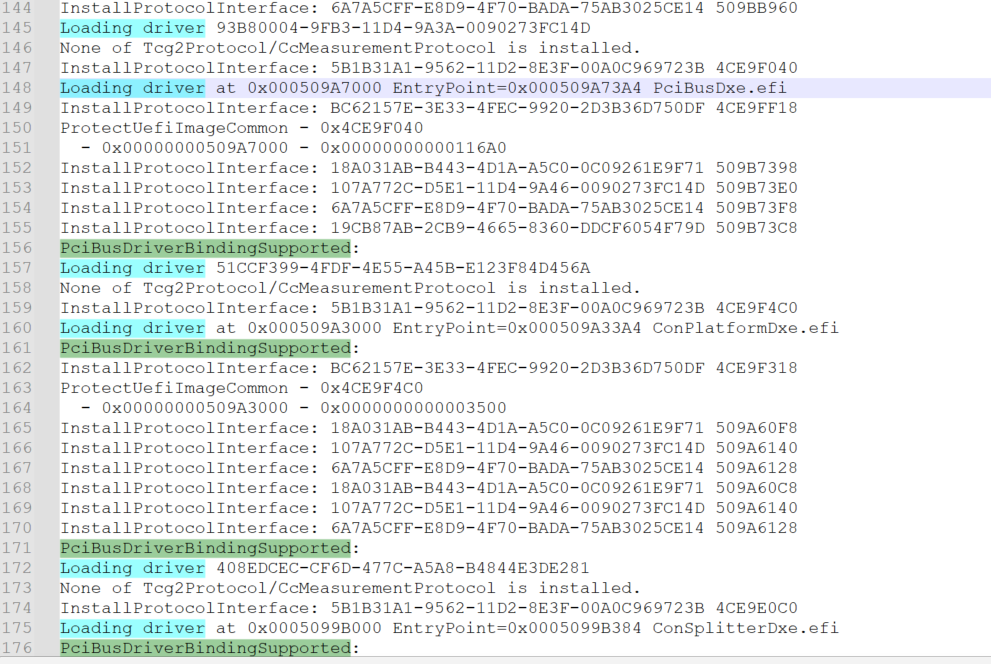 144 InstallProtocolInterface: 6A7A5CFF-E8D9-4F70-BADA-75AB3025CE14 509BB960
145 Loading driver 93B80004-9FB3-11D4-9A3A-0090273FC14D
146 None of Tcg2Protocol/CcMeasurementProtocol is installed.
147 InstallProtocolInterface: 5B1B31A1-9562-11D2-8E3F-00A0C969723B 4CE9F040
148 Loading driver at 0x000509A7000 EntryPoint=0x000509A73A4 PciBusDxe.efi
149 InstallProtocolInterface: BC62157E-3E33-4FEC-9920-2D3B36D750DF 4CE9FF18
150 ProtectUefiImageCommon - 0x4CE9F040
151   - 0x00000000509A7000 - 0x00000000000116A0
152 InstallProtocolInterface: 18A031AB-B443-4D1A-A5C0-0C09261E9F71 509B7398
153 InstallProtocolInterface: 107A772C-D5E1-11D4-9A46-0090273FC14D 509B73E0
154 InstallProtocolInterface: 6A7A5CFF-E8D9-4F70-BADA-75AB3025CE14 509B73F8
155 InstallProtocolInterface: 19CB87AB-2CB9-4665-8360-DDCF6054F79D 509B73C8
156 PciBusDriverBindingSupported:
157 Loading driver 51CCF399-4FDF-4E55-A45B-E123F84D456A
158 None of Tcg2Protocol/CcMeasurementProtocol is installed.
159 InstallProtocolInterface: 5B1B31A1-9562-11D2-8E3F-00A0C969723B 4CE9F4C0
160 Loading driver at 0x000509A3000 EntryPoint=0x000509A33A4 ConPlatformDxe.efi
161 PciBusDriverBindingSupported:
162 InstallProtocolInterface: BC62157E-3E33-4FEC-9920-2D3B36D750DF 4CE9F318
163 ProtectUefiImageCommon - 0x4CE9F4C0
164   - 0x00000000509A3000 - 0x0000000000003500
165 InstallProtocolInterface: 18A031AB-B443-4D1A-A5C0-0C09261E9F71 509A60F8
166 InstallProtocolInterface: 107A772C-D5E1-11D4-9A46-0090273FC14D 509A6140
167 InstallProtocolInterface: 6A7A5CFF-E8D9-4F70-BADA-75AB3025CE14 509A6128
168 InstallProtocolInterface: 18A031AB-B443-4D1A-A5C0-0C09261E9F71 509A60C8
169 InstallProtocolInterface: 107A772C-D5E1-11D4-9A46-0090273FC14D 509A6140
170 InstallProtocolInterface: 6A7A5CFF-E8D9-4F70-BADA-75AB3025CE14 509A6128
171 PciBusDriverBindingSupported:
172 Loading driver 408EDCEC-CF6D-477C-A5A8-B4844E3DE281
173 None of Tcg2Protocol/CcMeasurementProtocol is installed.
174 InstallProtocolInterface: 5B1B31A1-9562-11D2-8E3F-00A0C969723B 4CE9E0C0
175 Loading driver at 0x0005099B000 EntryPoint=0x0005099B384 ConSplitterDxe.efi
176 PciBusDriverBindingSupported: